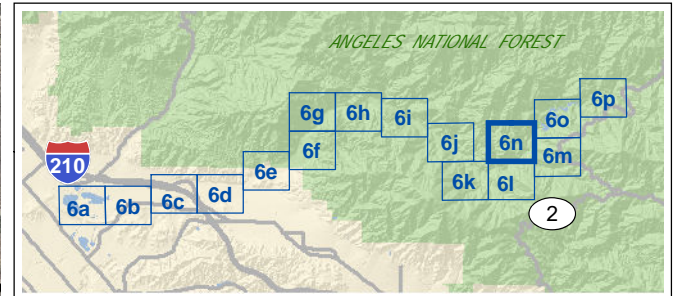 ANGELES NATIONAL FOREST
6p
6g 6h 6i
6o
6j 6n
6f
6m
6e
210
6d
6k 6l
6a 6b 6c
2